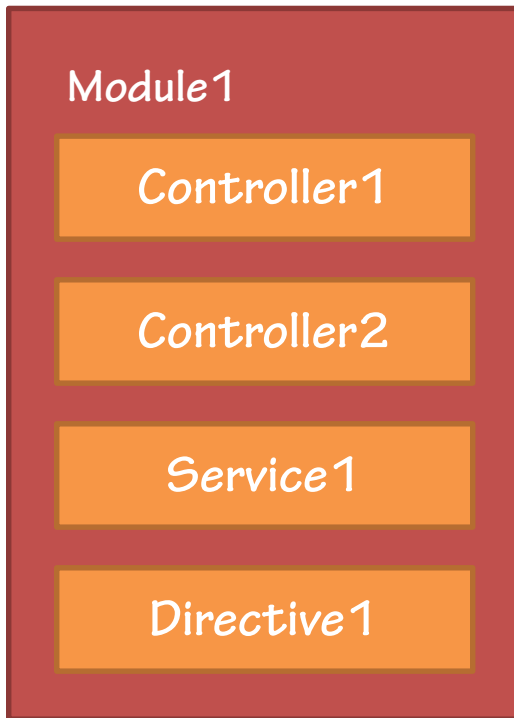 Module1
Controller1
Controller2
Service1
Directive1